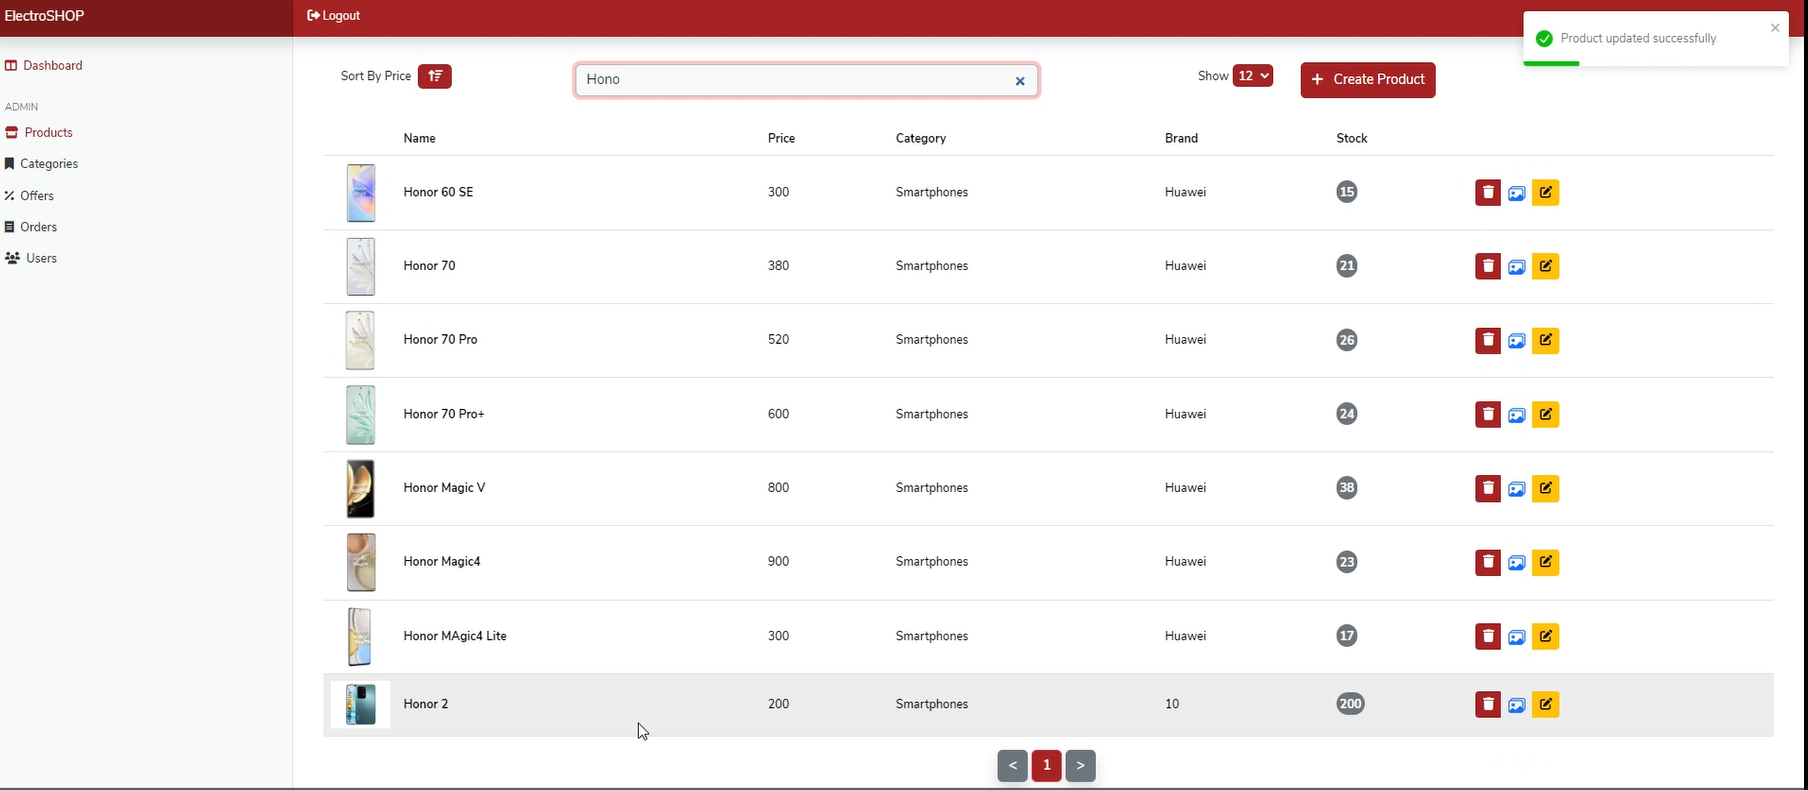 ElectroSHOP
Logout
Product updated successfully
Dashboard
ADMIN
Products
Categories
Offers
Orders
Users
Sort By Price
Hono
Show 12
+ Create Product
Name Price Category Brand Stock
Honor 60 SE 300 Smartphones Huawei 15
Honor 70 380 Smartphones Huawei 21
Honor 70 Pro 520 Smartphones Huawei 26
Honor 70 Pro+ 600 Smartphones Huawei 24
Honor Magic V 800 Smartphones Huawei 38
Honor Magic4 900 Smartphones Huawei 23
Honor MAgic4 Lite 300 Smartphones Huawei 17
Honor 2 200 Smartphones 10 200
< 1 >